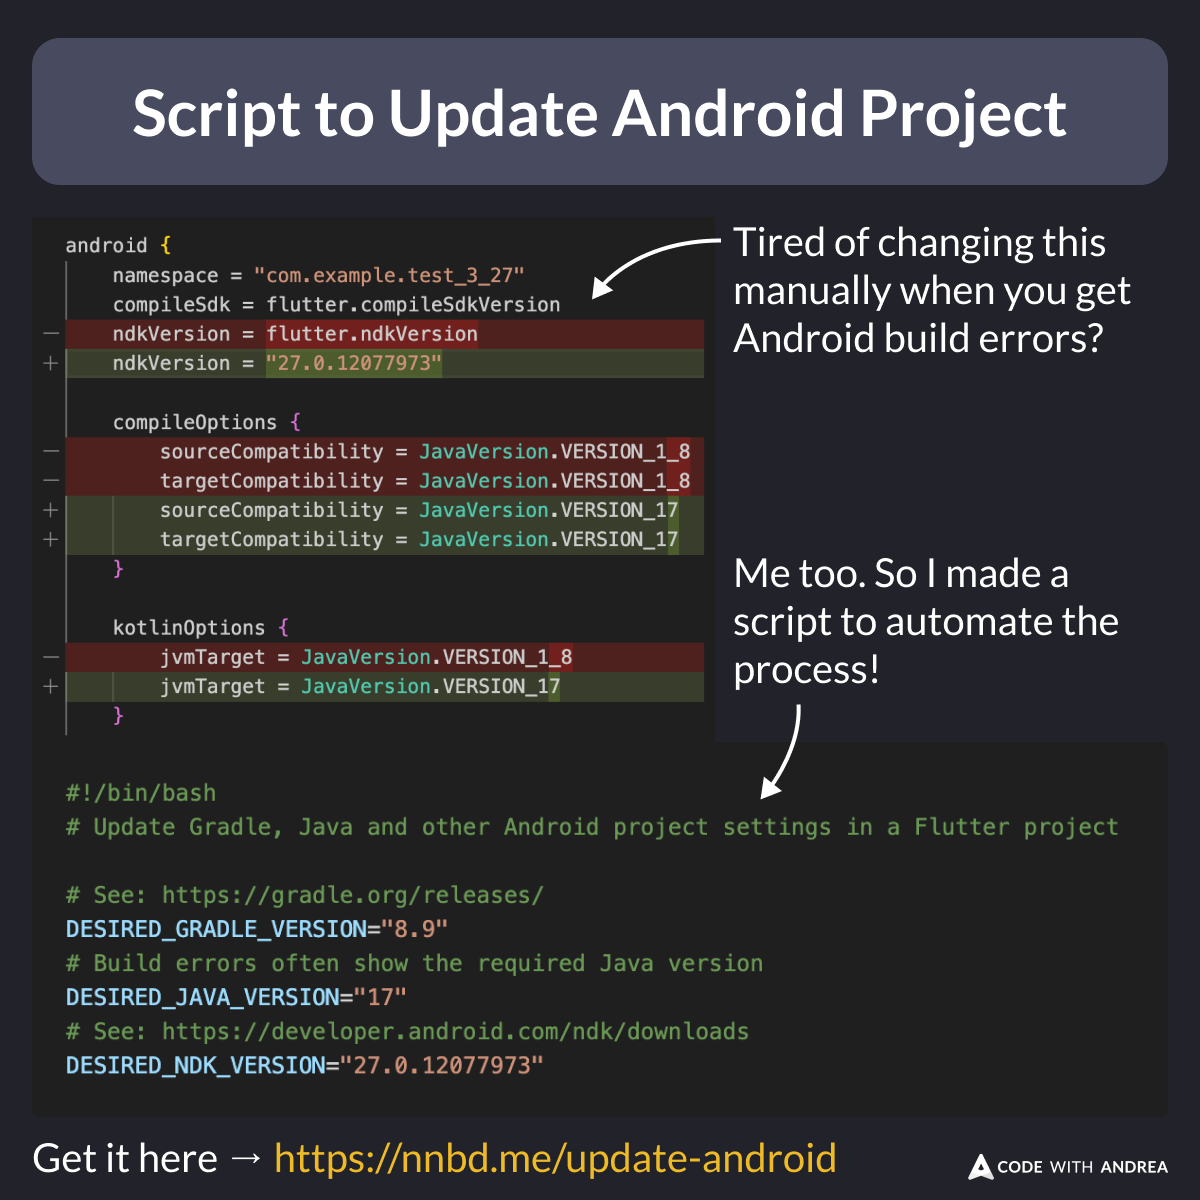 Script to Update Android Project
android {
namespace = "com.example.test_3_27"
compileSdk = flutter.compileSdkVersion
- ndkVersion = flutter.ndkVersion
+ ndkVersion = "27.0.12077973"
compileOptions {
- sourceCompatibility = JavaVersion.VERSION_1_8
- targetCompatibility = JavaVersion.VERSION_1_8
+ sourceCompatibility = JavaVersion.VERSION_17
+ targetCompatibility = JavaVersion.VERSION_17
}
kotlinOptions {
- jvmTarget = JavaVersion.VERSION_1_8
+ jvmTarget = JavaVersion.VERSION_17
}
Tired of changing this
manually when you get
Android build errors?
Me too. So I made a
script to automate the
process!
#!/bin/bash
# Update Gradle, Java and other Android project settings in a Flutter project
# See: https://gradle.org/releases/
DESIRED_GRADLE_VERSION="8.9"
# Build errors often show the required Java version
DESIRED_JAVA_VERSION="17"
# See: https://developer.android.com/ndk/downloads
DESIRED_NDK_VERSION="27.0.12077973"
Get it here → https://nnbd.me/update-android
CODE WITH ANDREA